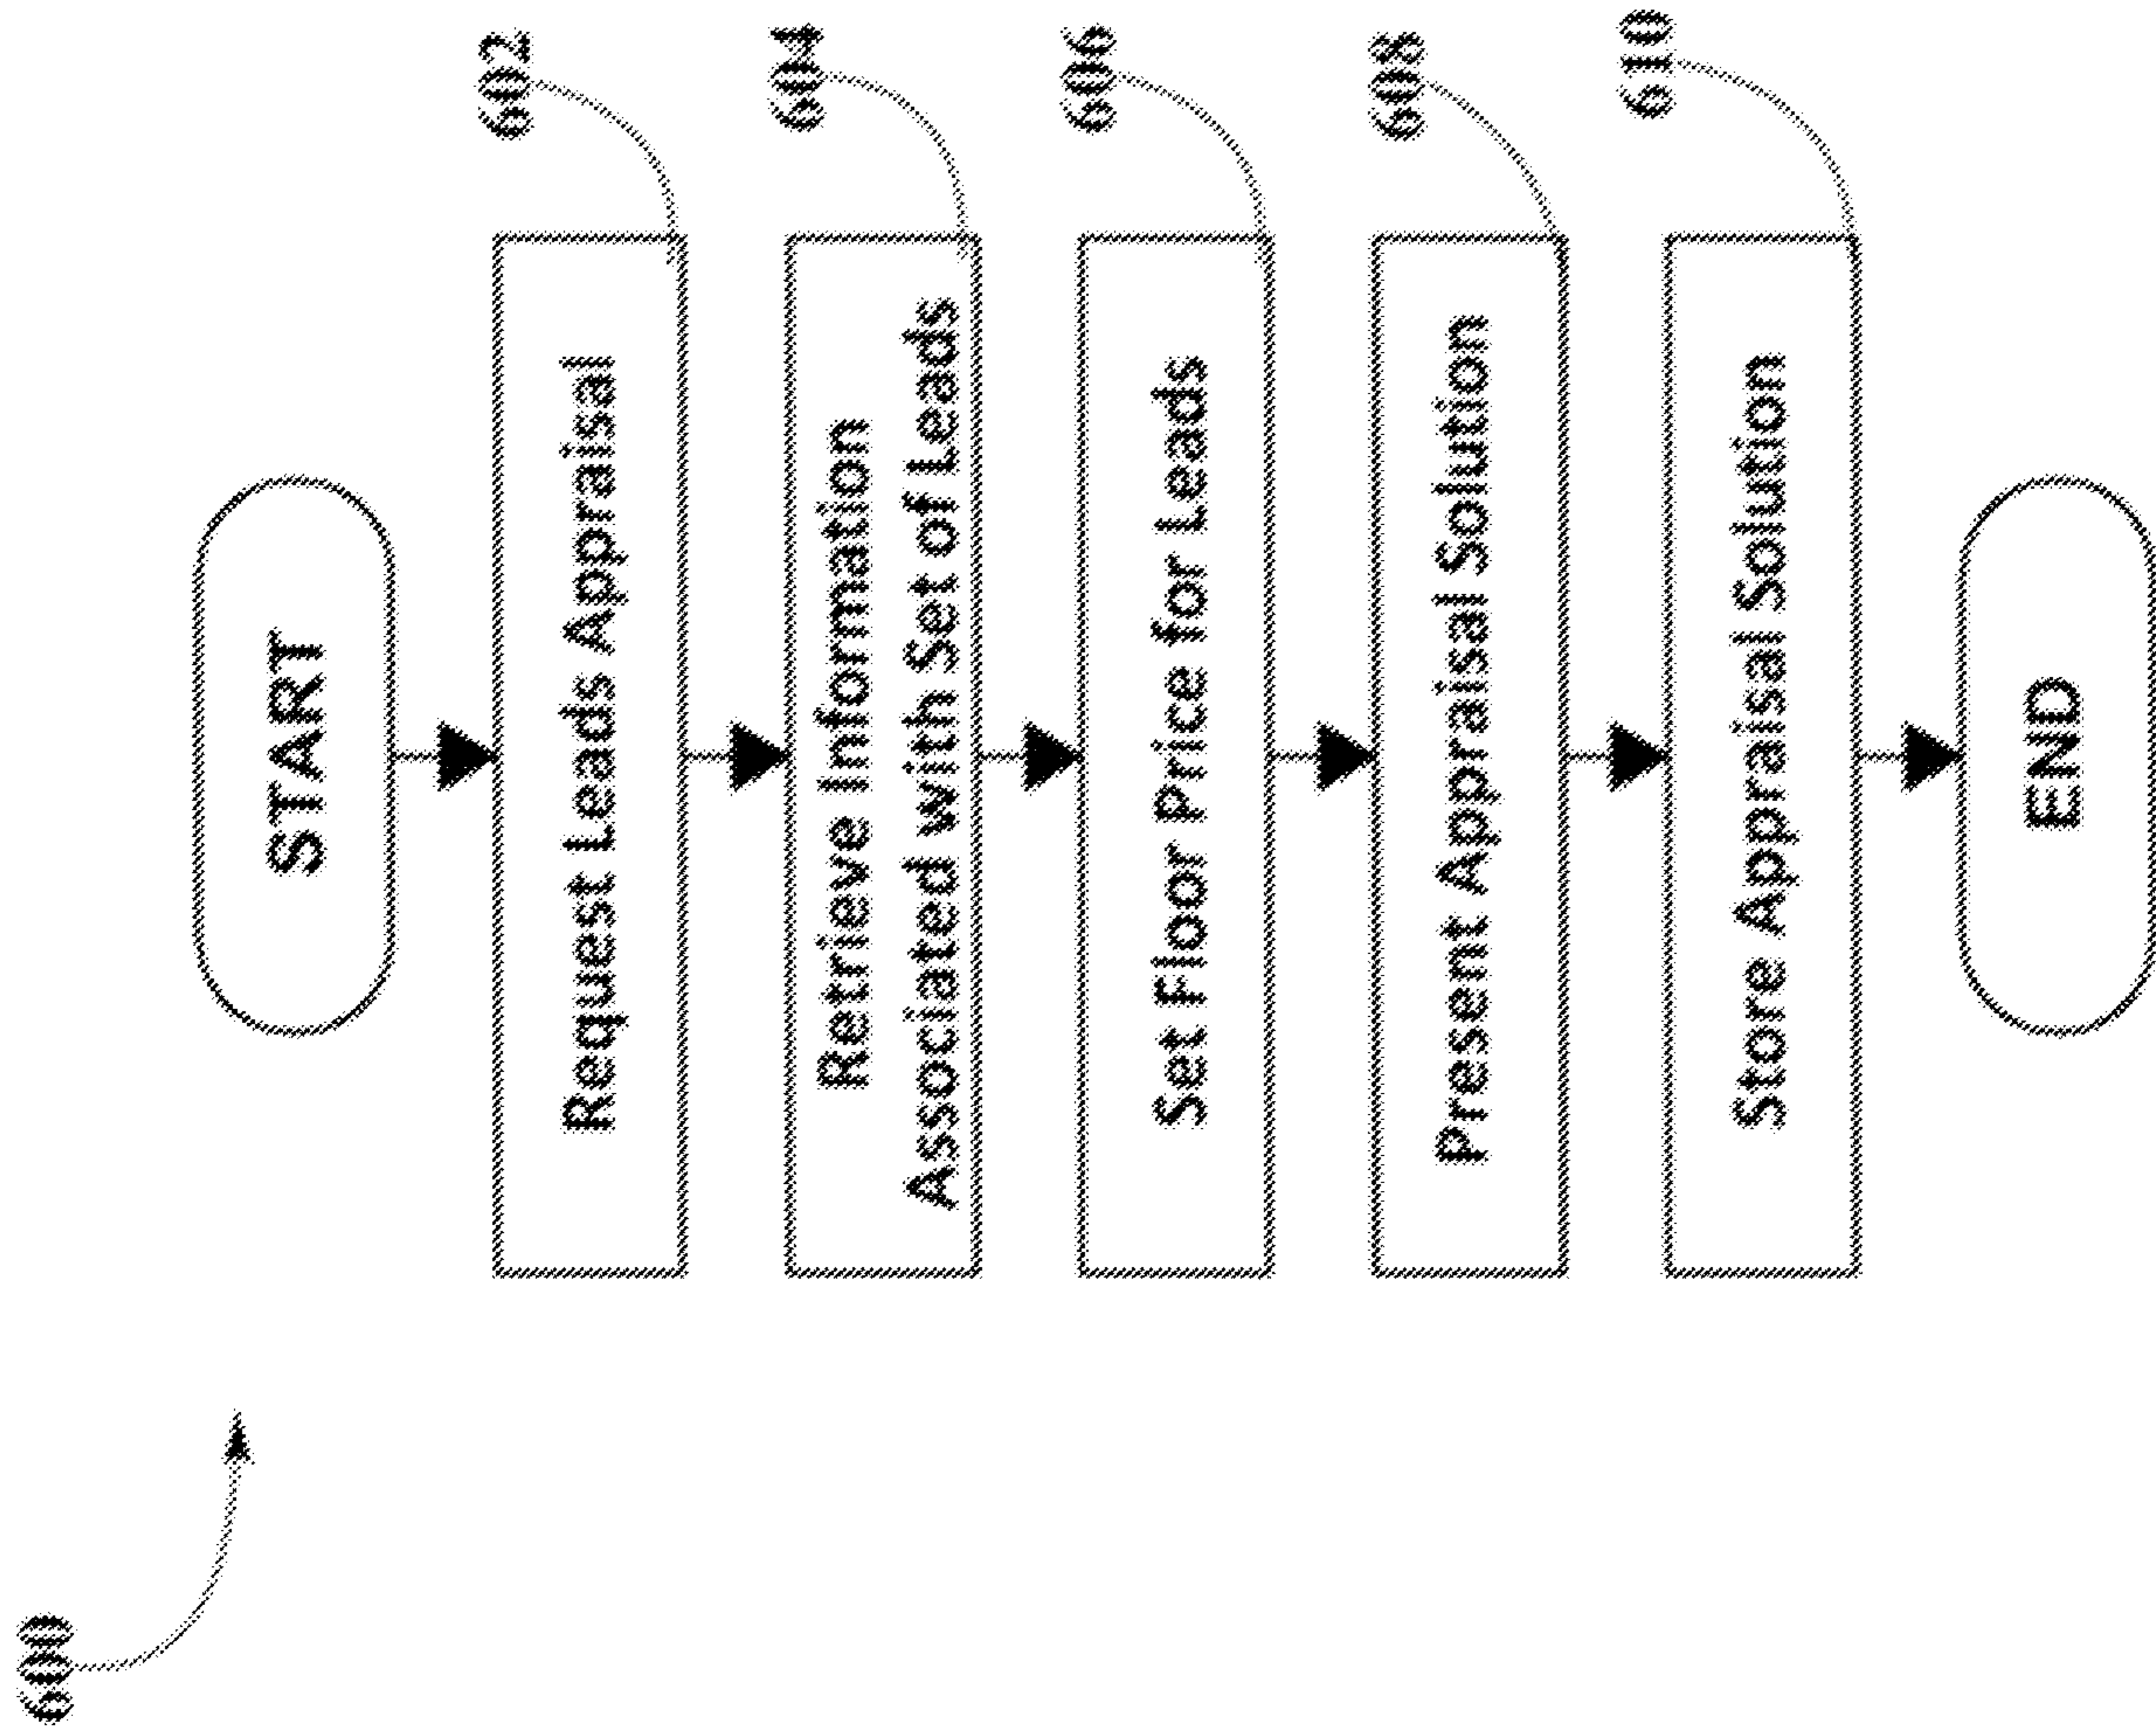 600
START
Request Leads Appraisal
602
Retrieve Information
Associated with Set of Leads
604
Set Floor Price for Leads
606
Present Appraisal Solution
608
Store Appraisal Solution
610
END